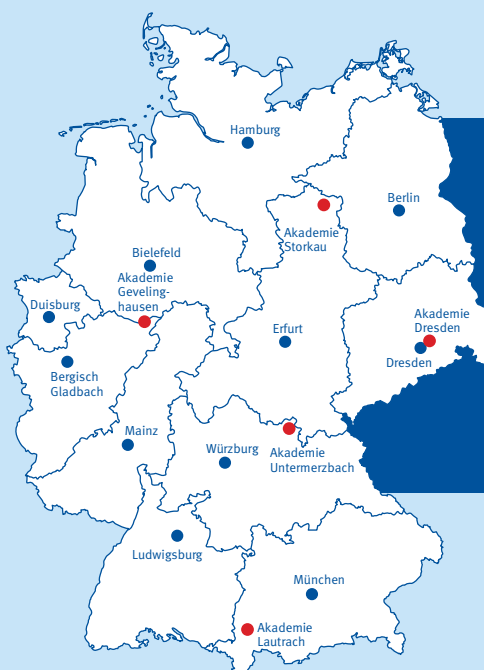 Hamburg
Berlin
Akademie
Storkau
Bielefeld
Akademie
Geveling-
hausen
Duisburg
Akademie
Dresden
Erfurt
Dresden
Bergisch
Gladbach
Mainz
Würzburg
Akademie
Untermerzbach
Ludwigsburg
München
Akademie
Lautrach